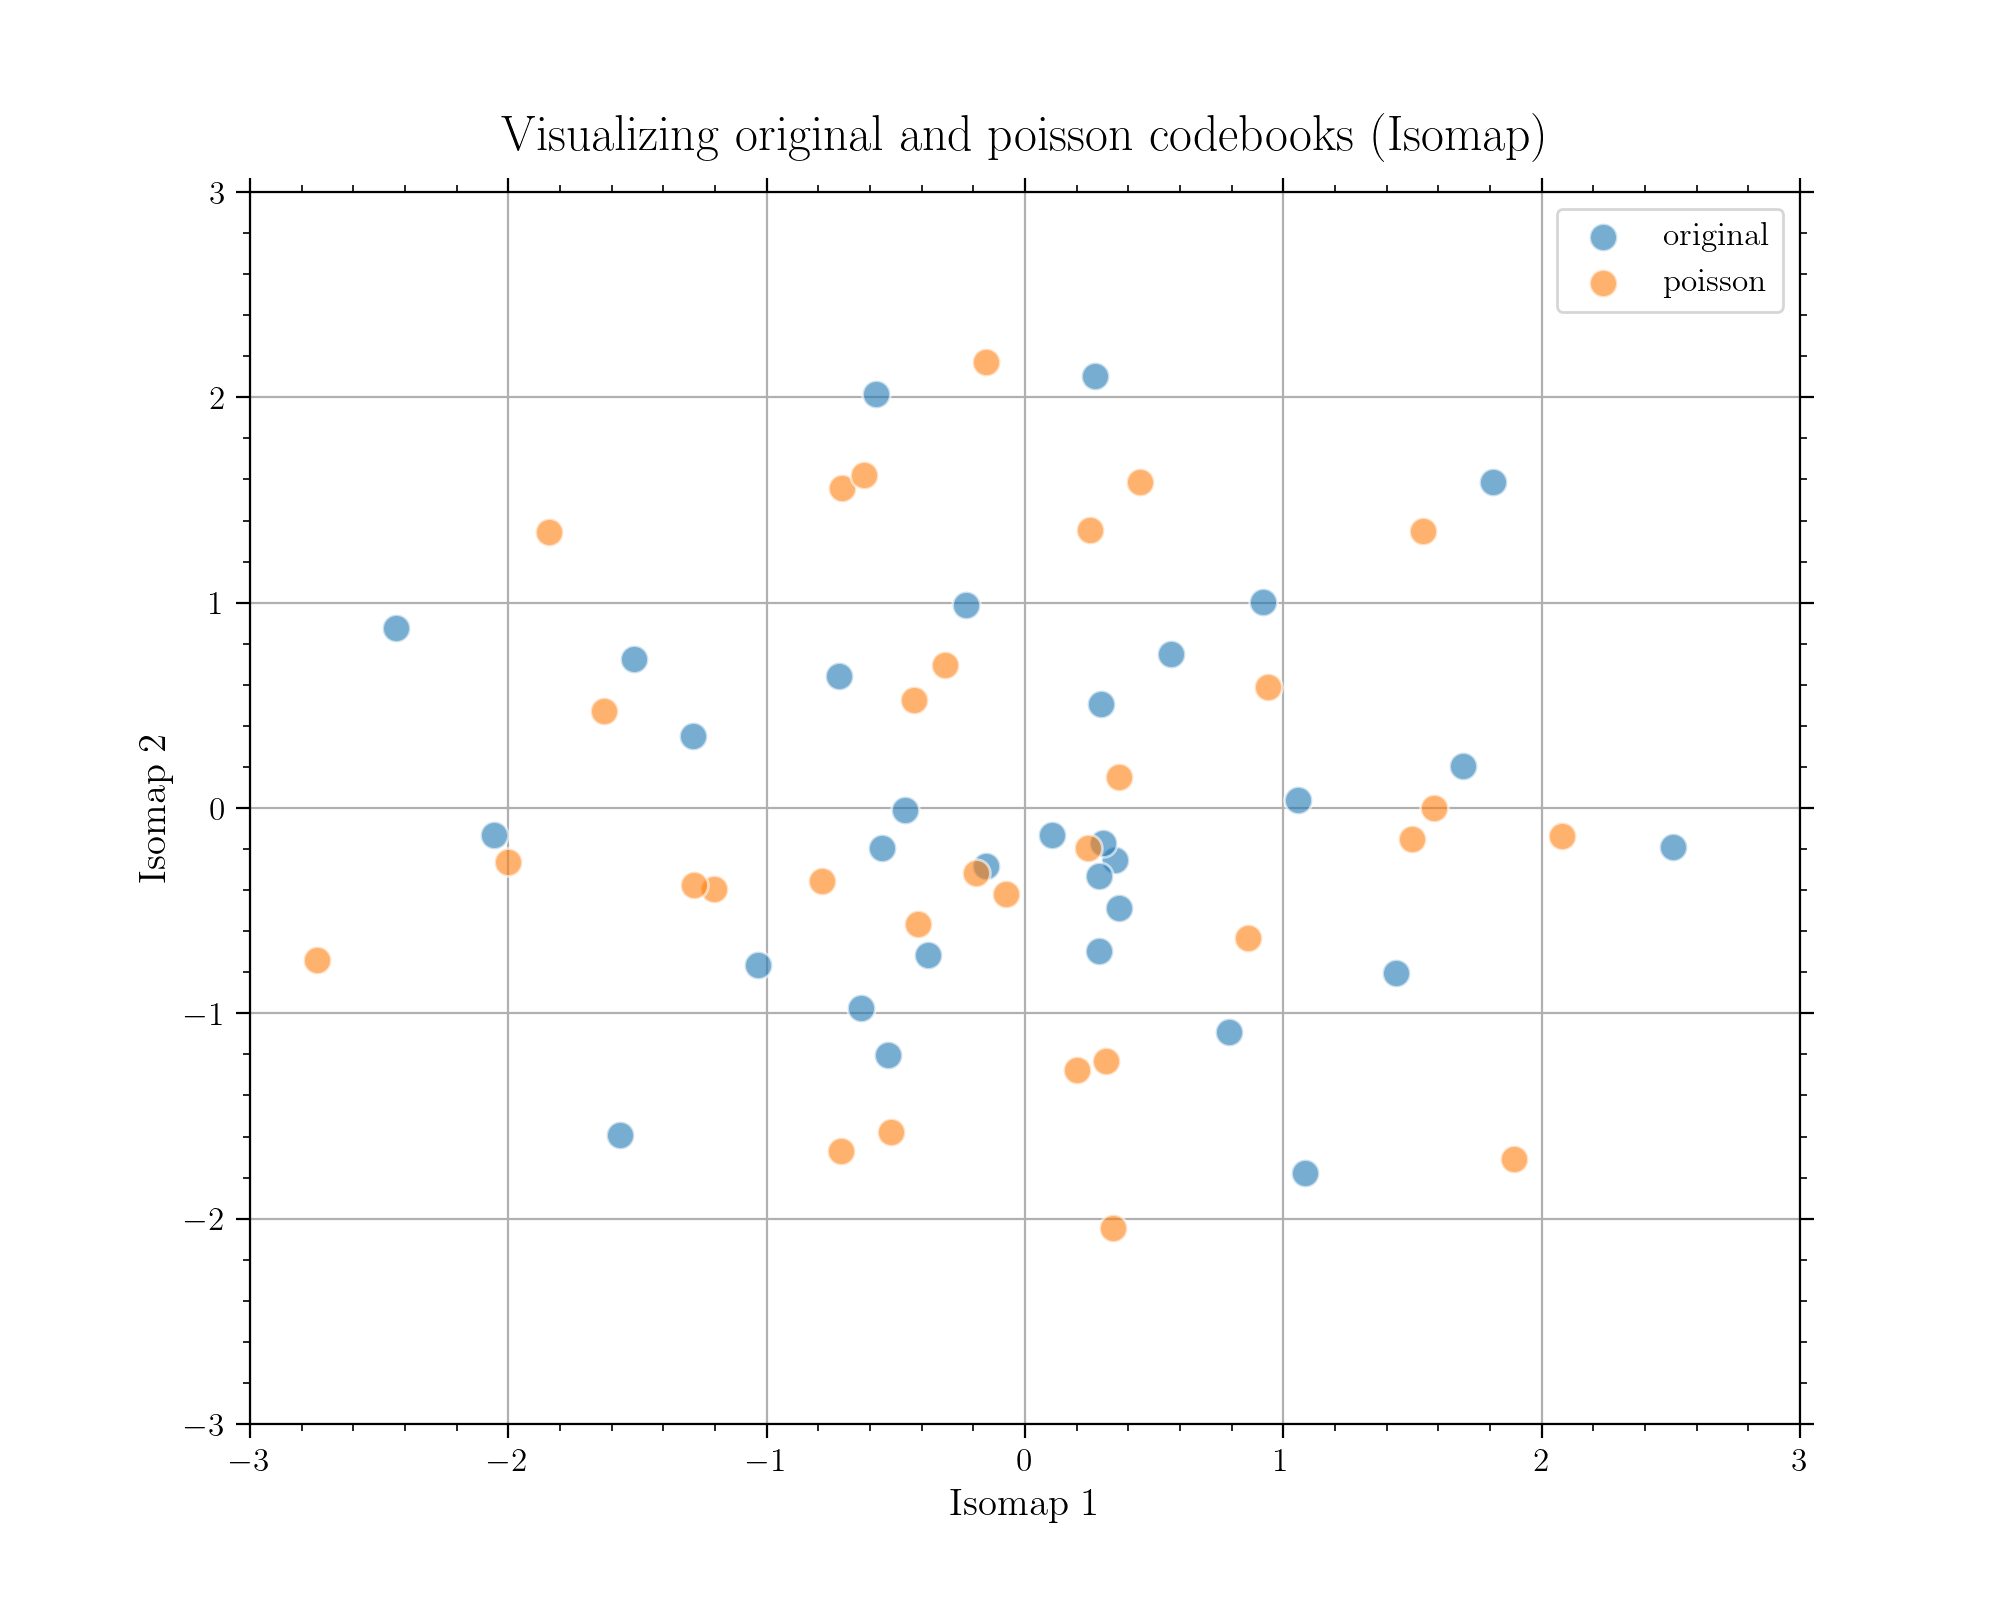 Visualizing original and poisson codebooks (Isomap)
original
poisson
3
2
1
0
−1
−2
−3
Isomap 2
−3
−2
−1
0
1
2
3
Isomap 1